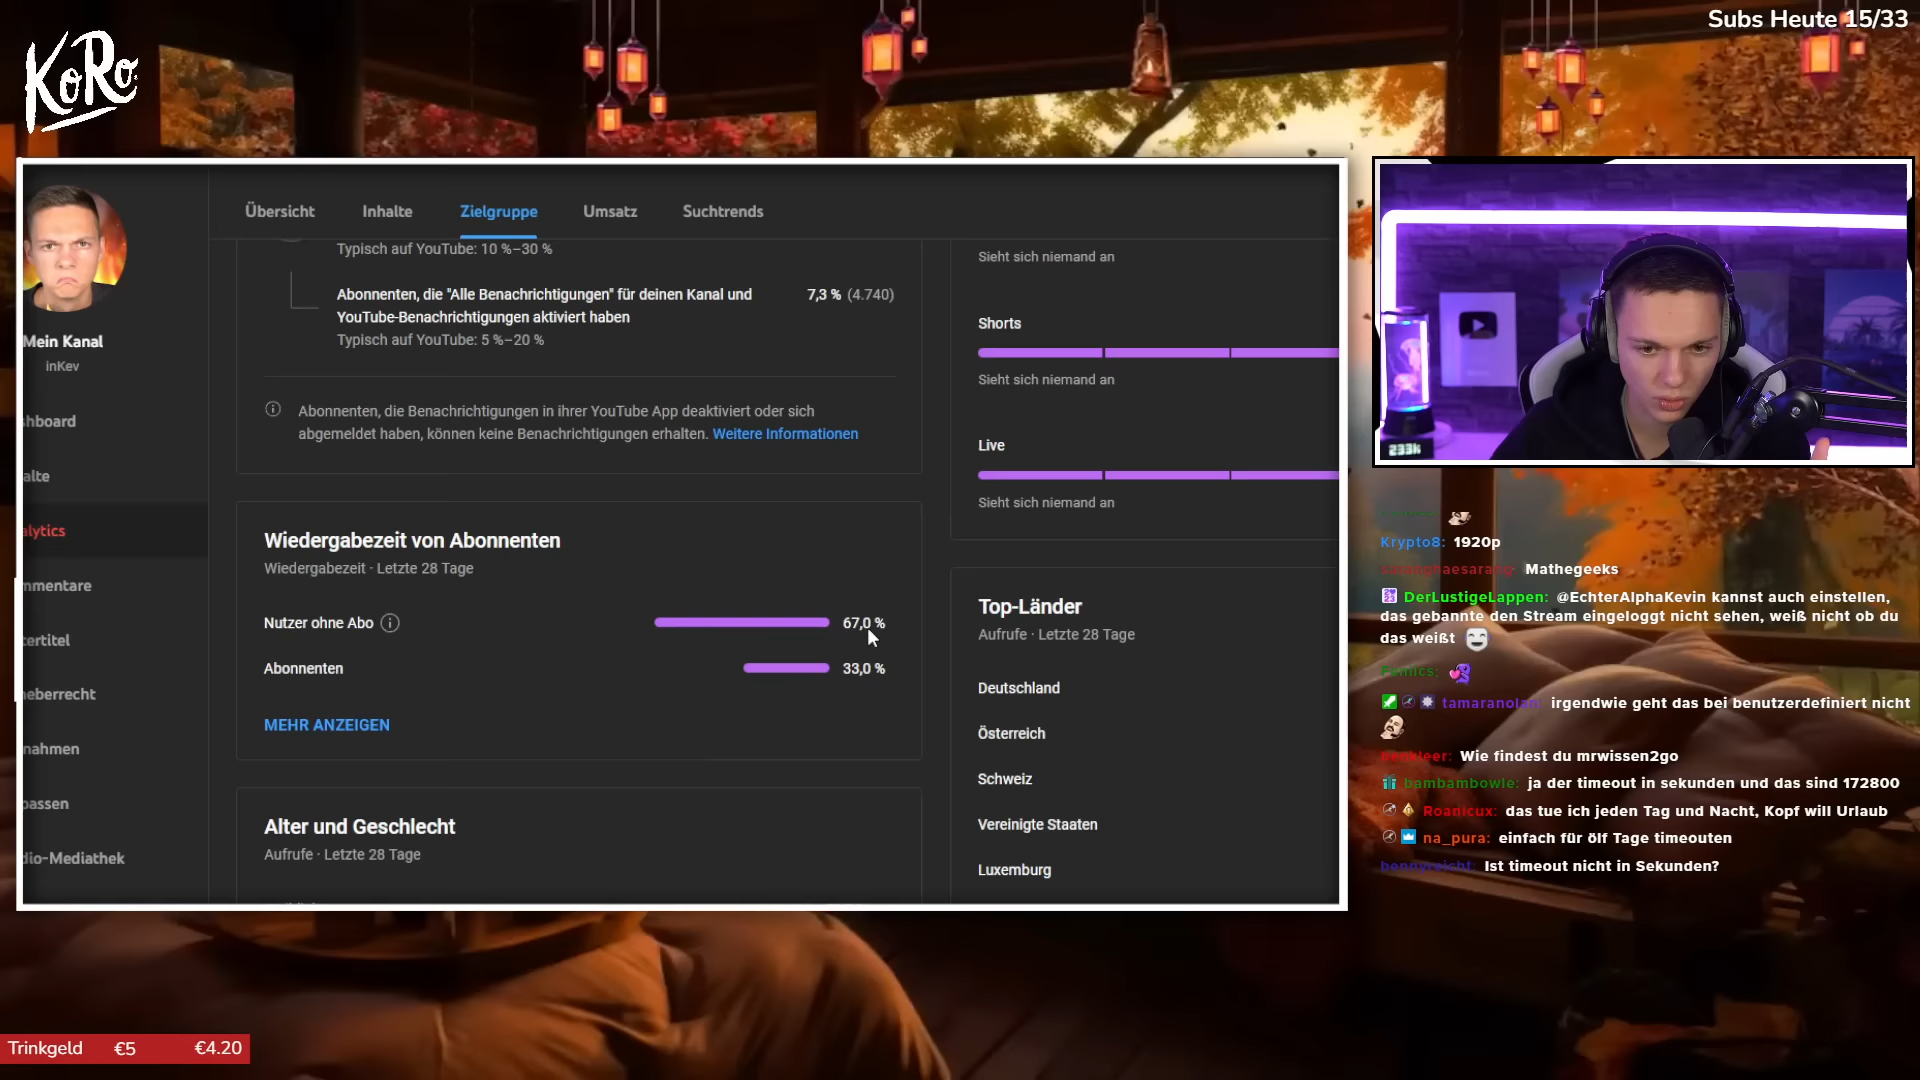 KoRo
Subs Heute 15/33
Übersicht
Inhalte
Zielgruppe
Umsatz
Suchtrends
Mein Kanal
inKev
hboard
alte
alytics
mmentare
tertitel
neberrecht
nahmen
passen
dio-Mediathek
Typisch auf YouTube: 10 %–30 %
Abonnenten, die "Alle Benachrichtigungen" für deinen Kanal und
YouTube-Benachrichtigungen aktiviert haben
7,3 % (4.740)
Typisch auf YouTube: 5 %–20 %
Abonnenten, die Benachrichtigungen in ihrer YouTube App deaktiviert oder sich
abgemeldet haben, können keine Benachrichtigungen erhalten. Weitere Informationen
Wiedergabezeit von Abonnenten
Wiedergabezeit · Letzte 28 Tage
Nutzer ohne Abo
67,0 %
Abonnenten
33,0 %
MEHR ANZEIGEN
Alter und Geschlecht
Aufrufe · Letzte 28 Tage
Sieht sich niemand an
Shorts
Sieht sich niemand an
Live
Sieht sich niemand an
Top-Länder
Aufrufe · Letzte 28 Tage
Deutschland
Österreich
Schweiz
Vereinigte Staaten
Luxemburg
233k
Krypto8: 1920p
Mathegeeks
DerLustigeLappen: @EchterAlphaKevin kannst auch einstellen,
das gebannte den Stream eingeloggt nicht sehen, weiß nicht ob du
das weißt
tamaranolan irgendwie geht das bei benutzerdefiniert nicht
Wie findest du mrwissen2go
bambambowle: ja der timeout in sekunden und das sind 172800
Roanicux: das tue ich jeden Tag und Nacht, Kopf will Urlaub
na_pura: einfach für ölf Tage timeouten
Ist timeout nicht in Sekunden?
Trinkgeld €5 €4.20